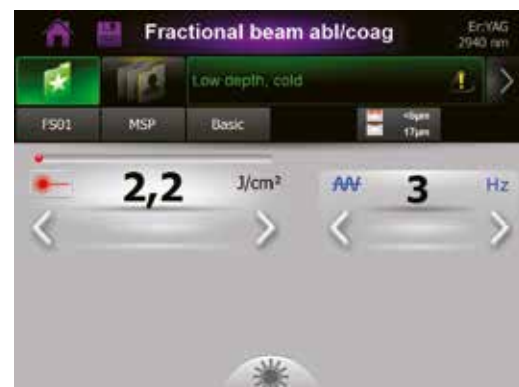 Fractional beam abl/coag
Er:YAG
2940 nm
Low depth, cold
FS01 MSP Basic
<6µm
17µm
2,2 J/cm² 3 Hz